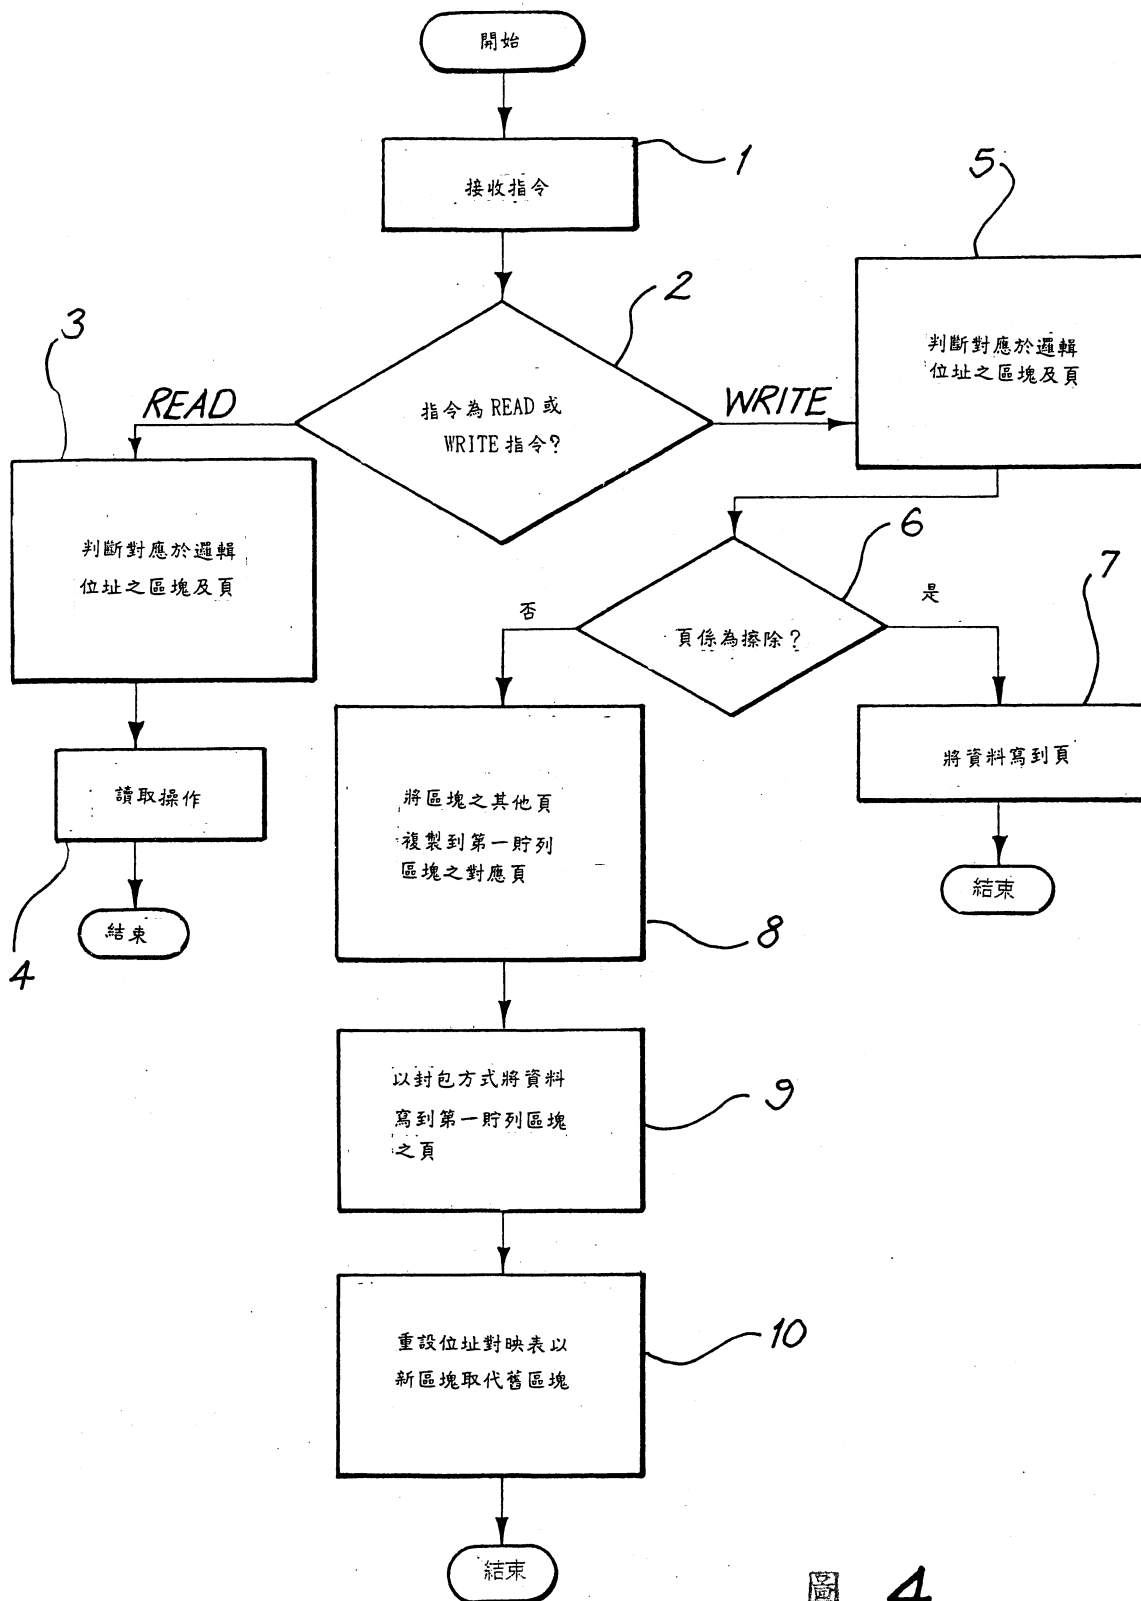 開始
接收指令
1
指令為 READ 或
WRITE 指令?
2
READ
WRITE
3
判斷對應於邏輯
位址之區塊及頁
讀取操作
4
結束
5
判斷對應於邏輯
位址之區塊及頁
頁係為擦除?
6
否
是
7
將資料寫到頁
結束
將區塊之其他頁
複製到第一貯列
區塊之對應頁
8
以封包方式將資料
寫到第一貯列區塊
之頁
9
重設位址對映表以
新區塊取代舊區塊
10
結束
圖 4